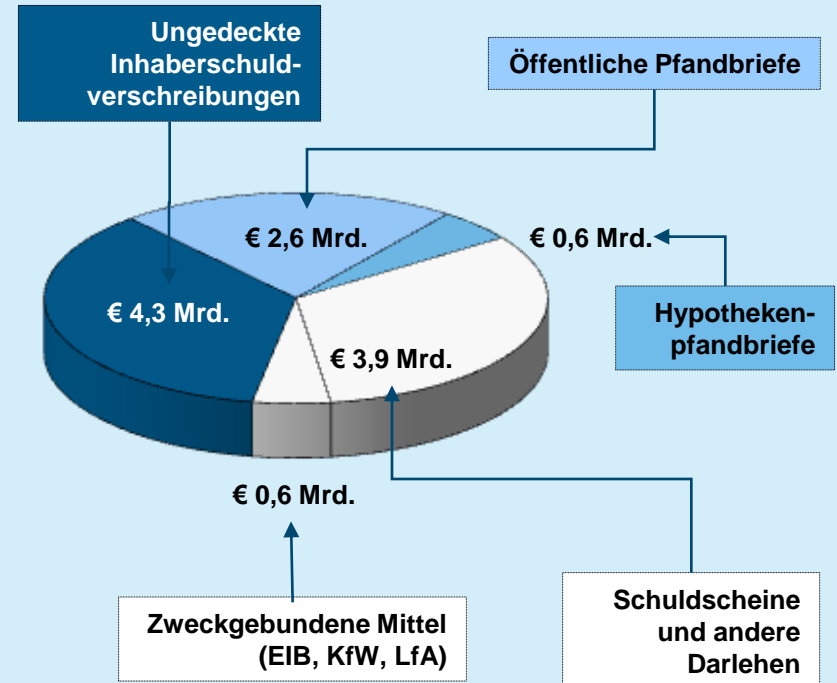 Ungedeckte
Inhaberschuld-
verschreibungen
Öffentliche Pfandbriefe
€ 2,6 Mrd.
€ 0,6 Mrd.
€ 4,3 Mrd.
Hypotheken-
pfandbriefe
€ 3,9 Mrd.
€ 0,6 Mrd.
Zweckgebundene Mittel
(EIB, KfW, LfA)
Schuldscheine
und andere
Darlehen